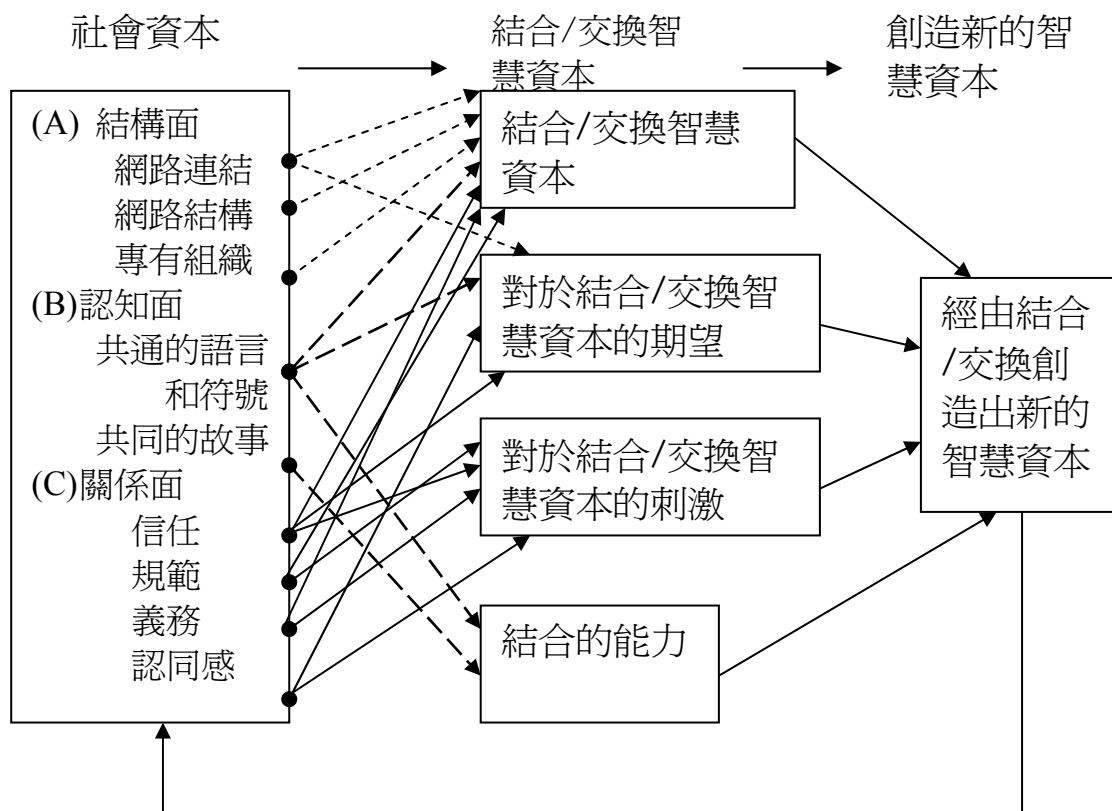 社會資本
結合/交換智
慧資本
創造新的智
慧資本
(A) 結構面
網路連結
網路結構
專有組織
(B)認知面
共通的語言
和符號
共同的故事
(C)關係面
信任
規範
義務
認同感
結合/交換智慧
資本
對於結合/交換智
慧資本的期望
對於結合/交換智
慧資本的刺激
結合的能力
經由結合
/交換創
造出新的
智慧資本